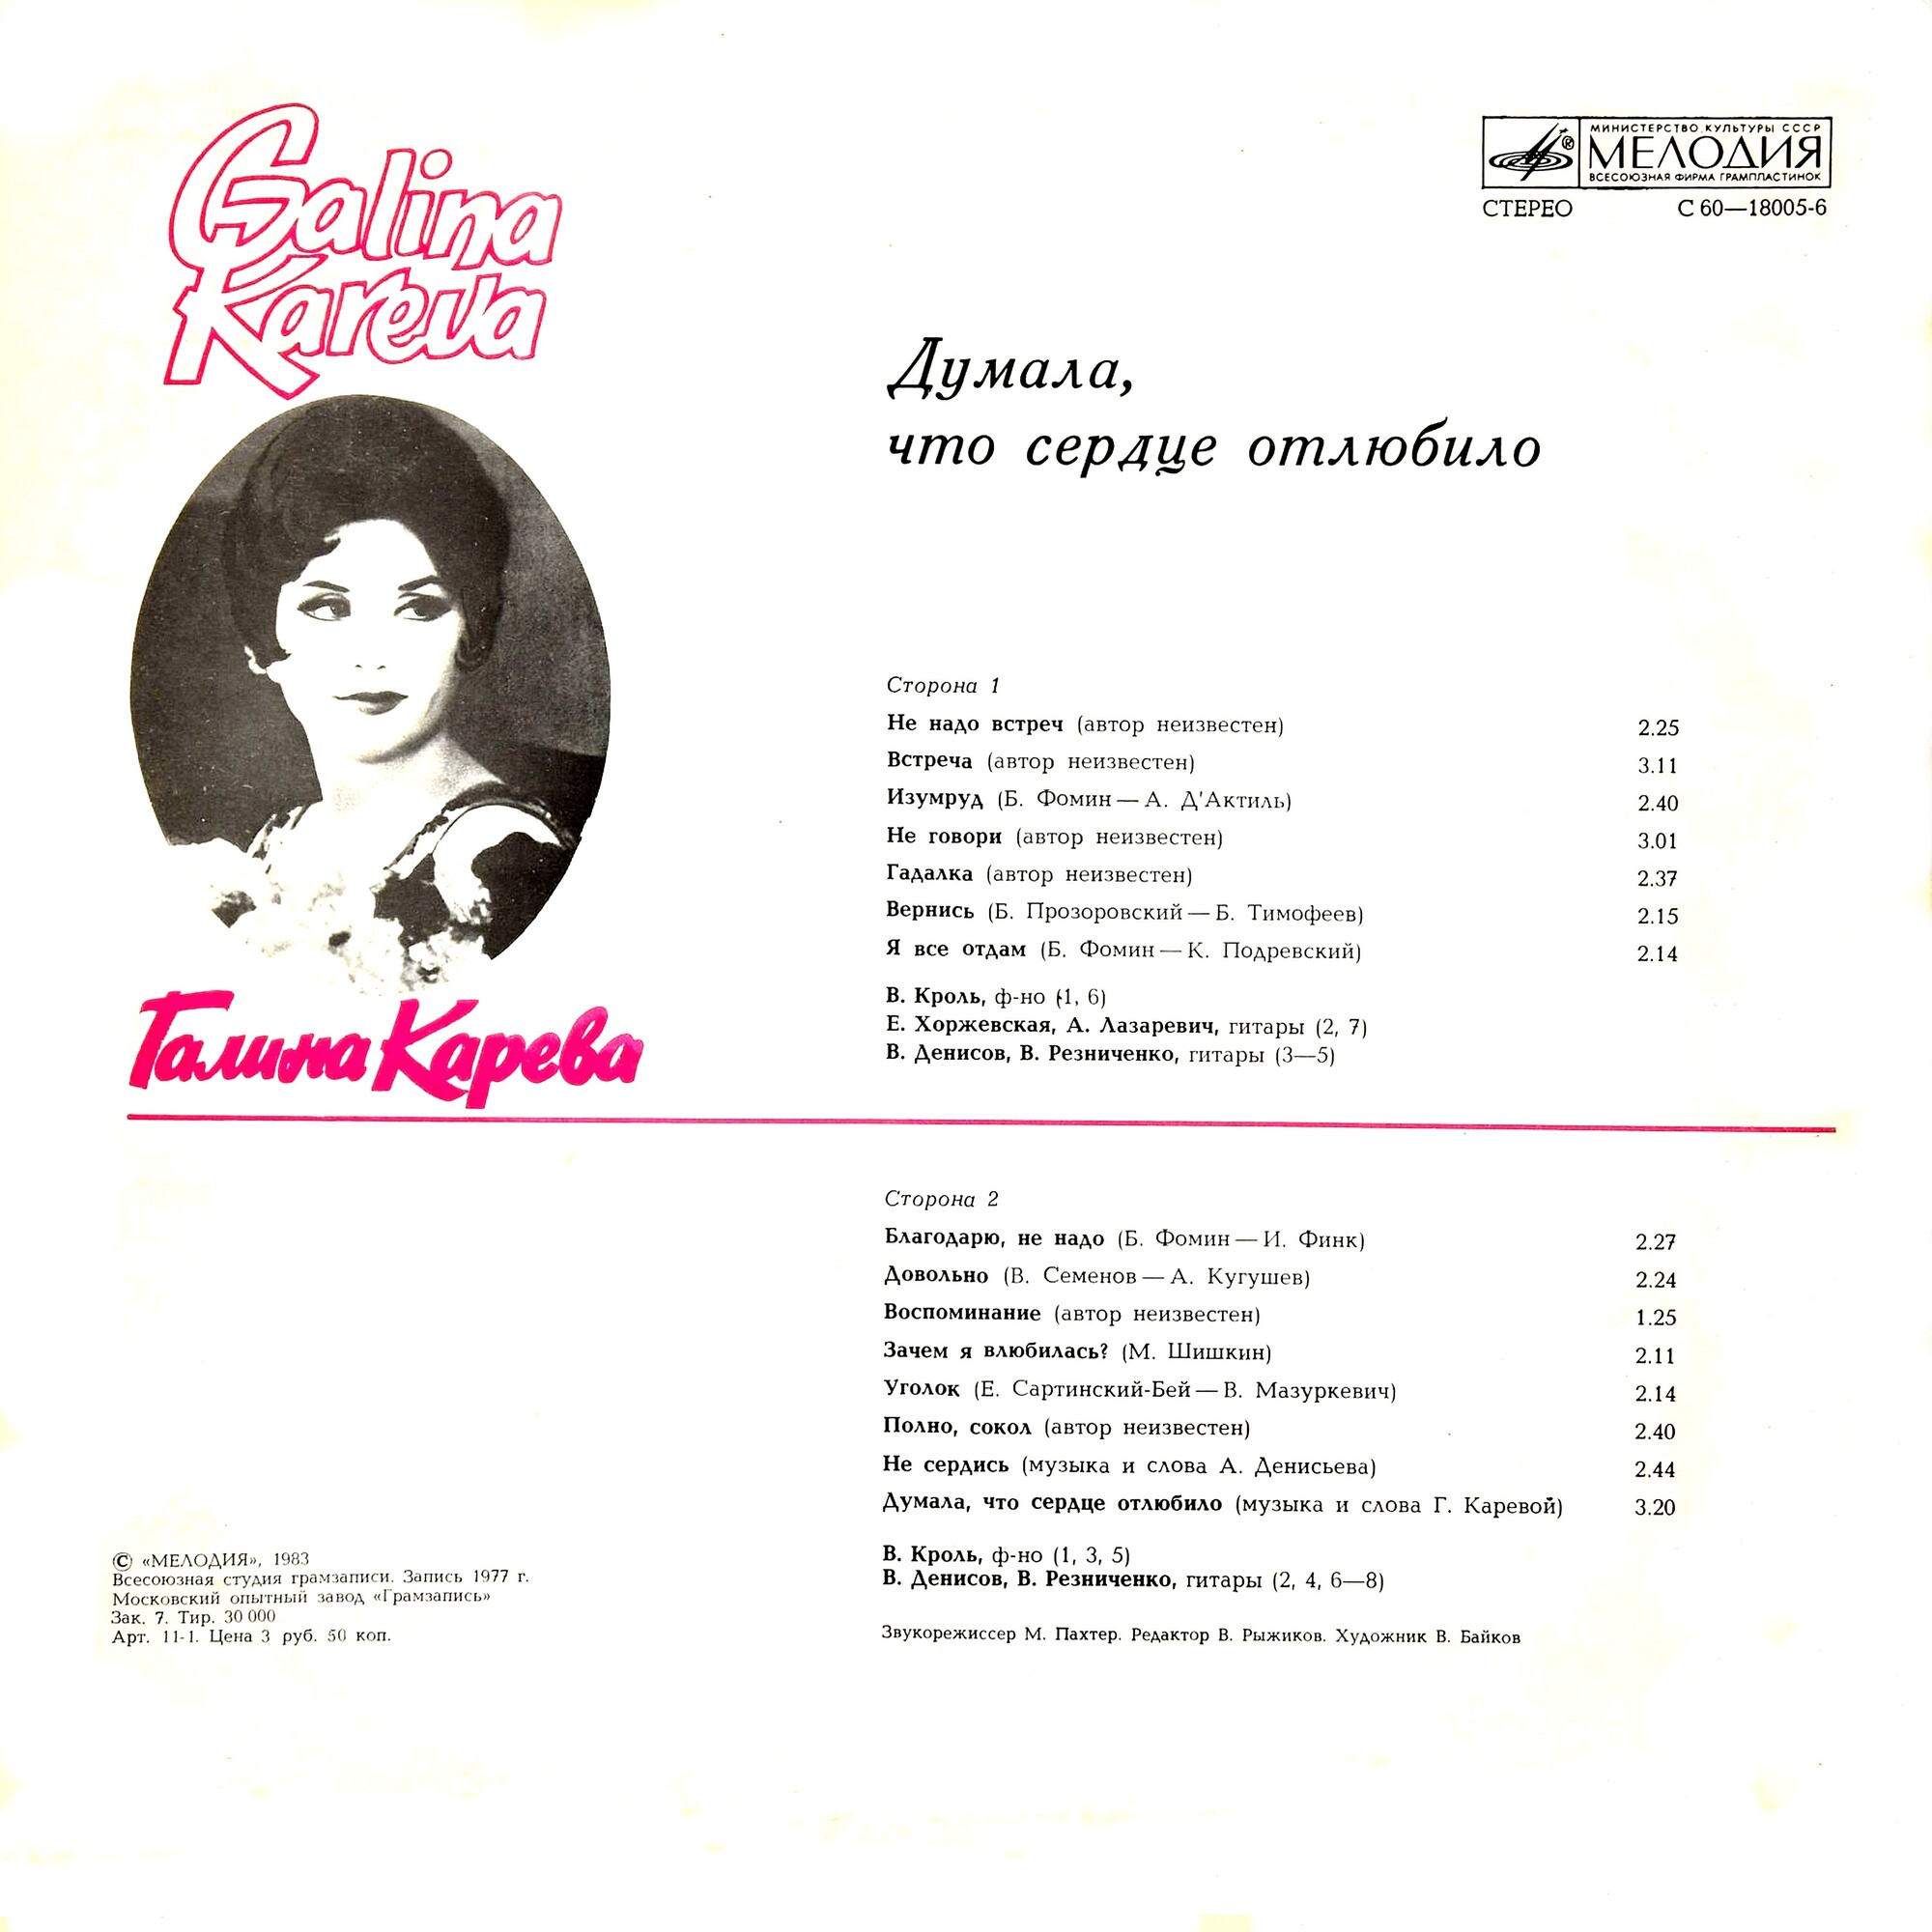 Galina
Kareva
МИНИСТЕРСТВО КУЛЬТУРЫ СССР
МЕЛОДИЯ
ВСЕСОЮЗНАЯ ФИРМА ГРАМПЛАСТИНОК
СТЕРЕО С 60—18005-6
Думала,
что сердце отлюбило
Сторона 1
Не надо встреч (автор неизвестен) 2.25
Встреча (автор неизвестен) 3.11
Изумруд (Б. Фомин — А. Д'Актиль) 2.40
Не говори (автор неизвестен) 3.01
Гадалка (автор неизвестен) 2.37
Вернись (Б. Прозоровский — Б. Тимофеев) 2.15
Я все отдам (Б. Фомин — К. Подревский) 2.14
В. Кроль, ф-но (1, 6)
Е. Хоржевская, А. Лазаревич, гитары (2, 7)
В. Денисов, В. Резниченко, гитары (3—5)
Галина Карева
Сторона 2
Благодарю, не надо (Б. Фомин — И. Финк) 2.27
Довольно (В. Семенов — А. Кугушев) 2.24
Воспоминание (автор неизвестен) 1.25
Зачем я влюбилась? (М. Шишкин) 2.11
Уголок (Е. Сартинский-Бей — В. Мазуркевич) 2.14
Полно, сокол (автор неизвестен) 2.40
Не сердись (музыка и слова А. Денисьева) 2.44
Думала, что сердце отлюбило (музыка и слова Г. Каревой) 3.20
В. Кроль, ф-но (1, 3, 5)
В. Денисов, В. Резниченко, гитары (2, 4, 6—8)
Звукорежиссер М. Пахтер. Редактор В. Рыжиков. Художник В. Байков
© «МЕЛОДИЯ», 1983
Всесоюзная студия грамзаписи. Запись 1977 г.
Московский опытный завод «Грамзапись»
Зак. 7. Тир. 30 000
Арт. 11-1. Цена 3 руб. 50 коп.